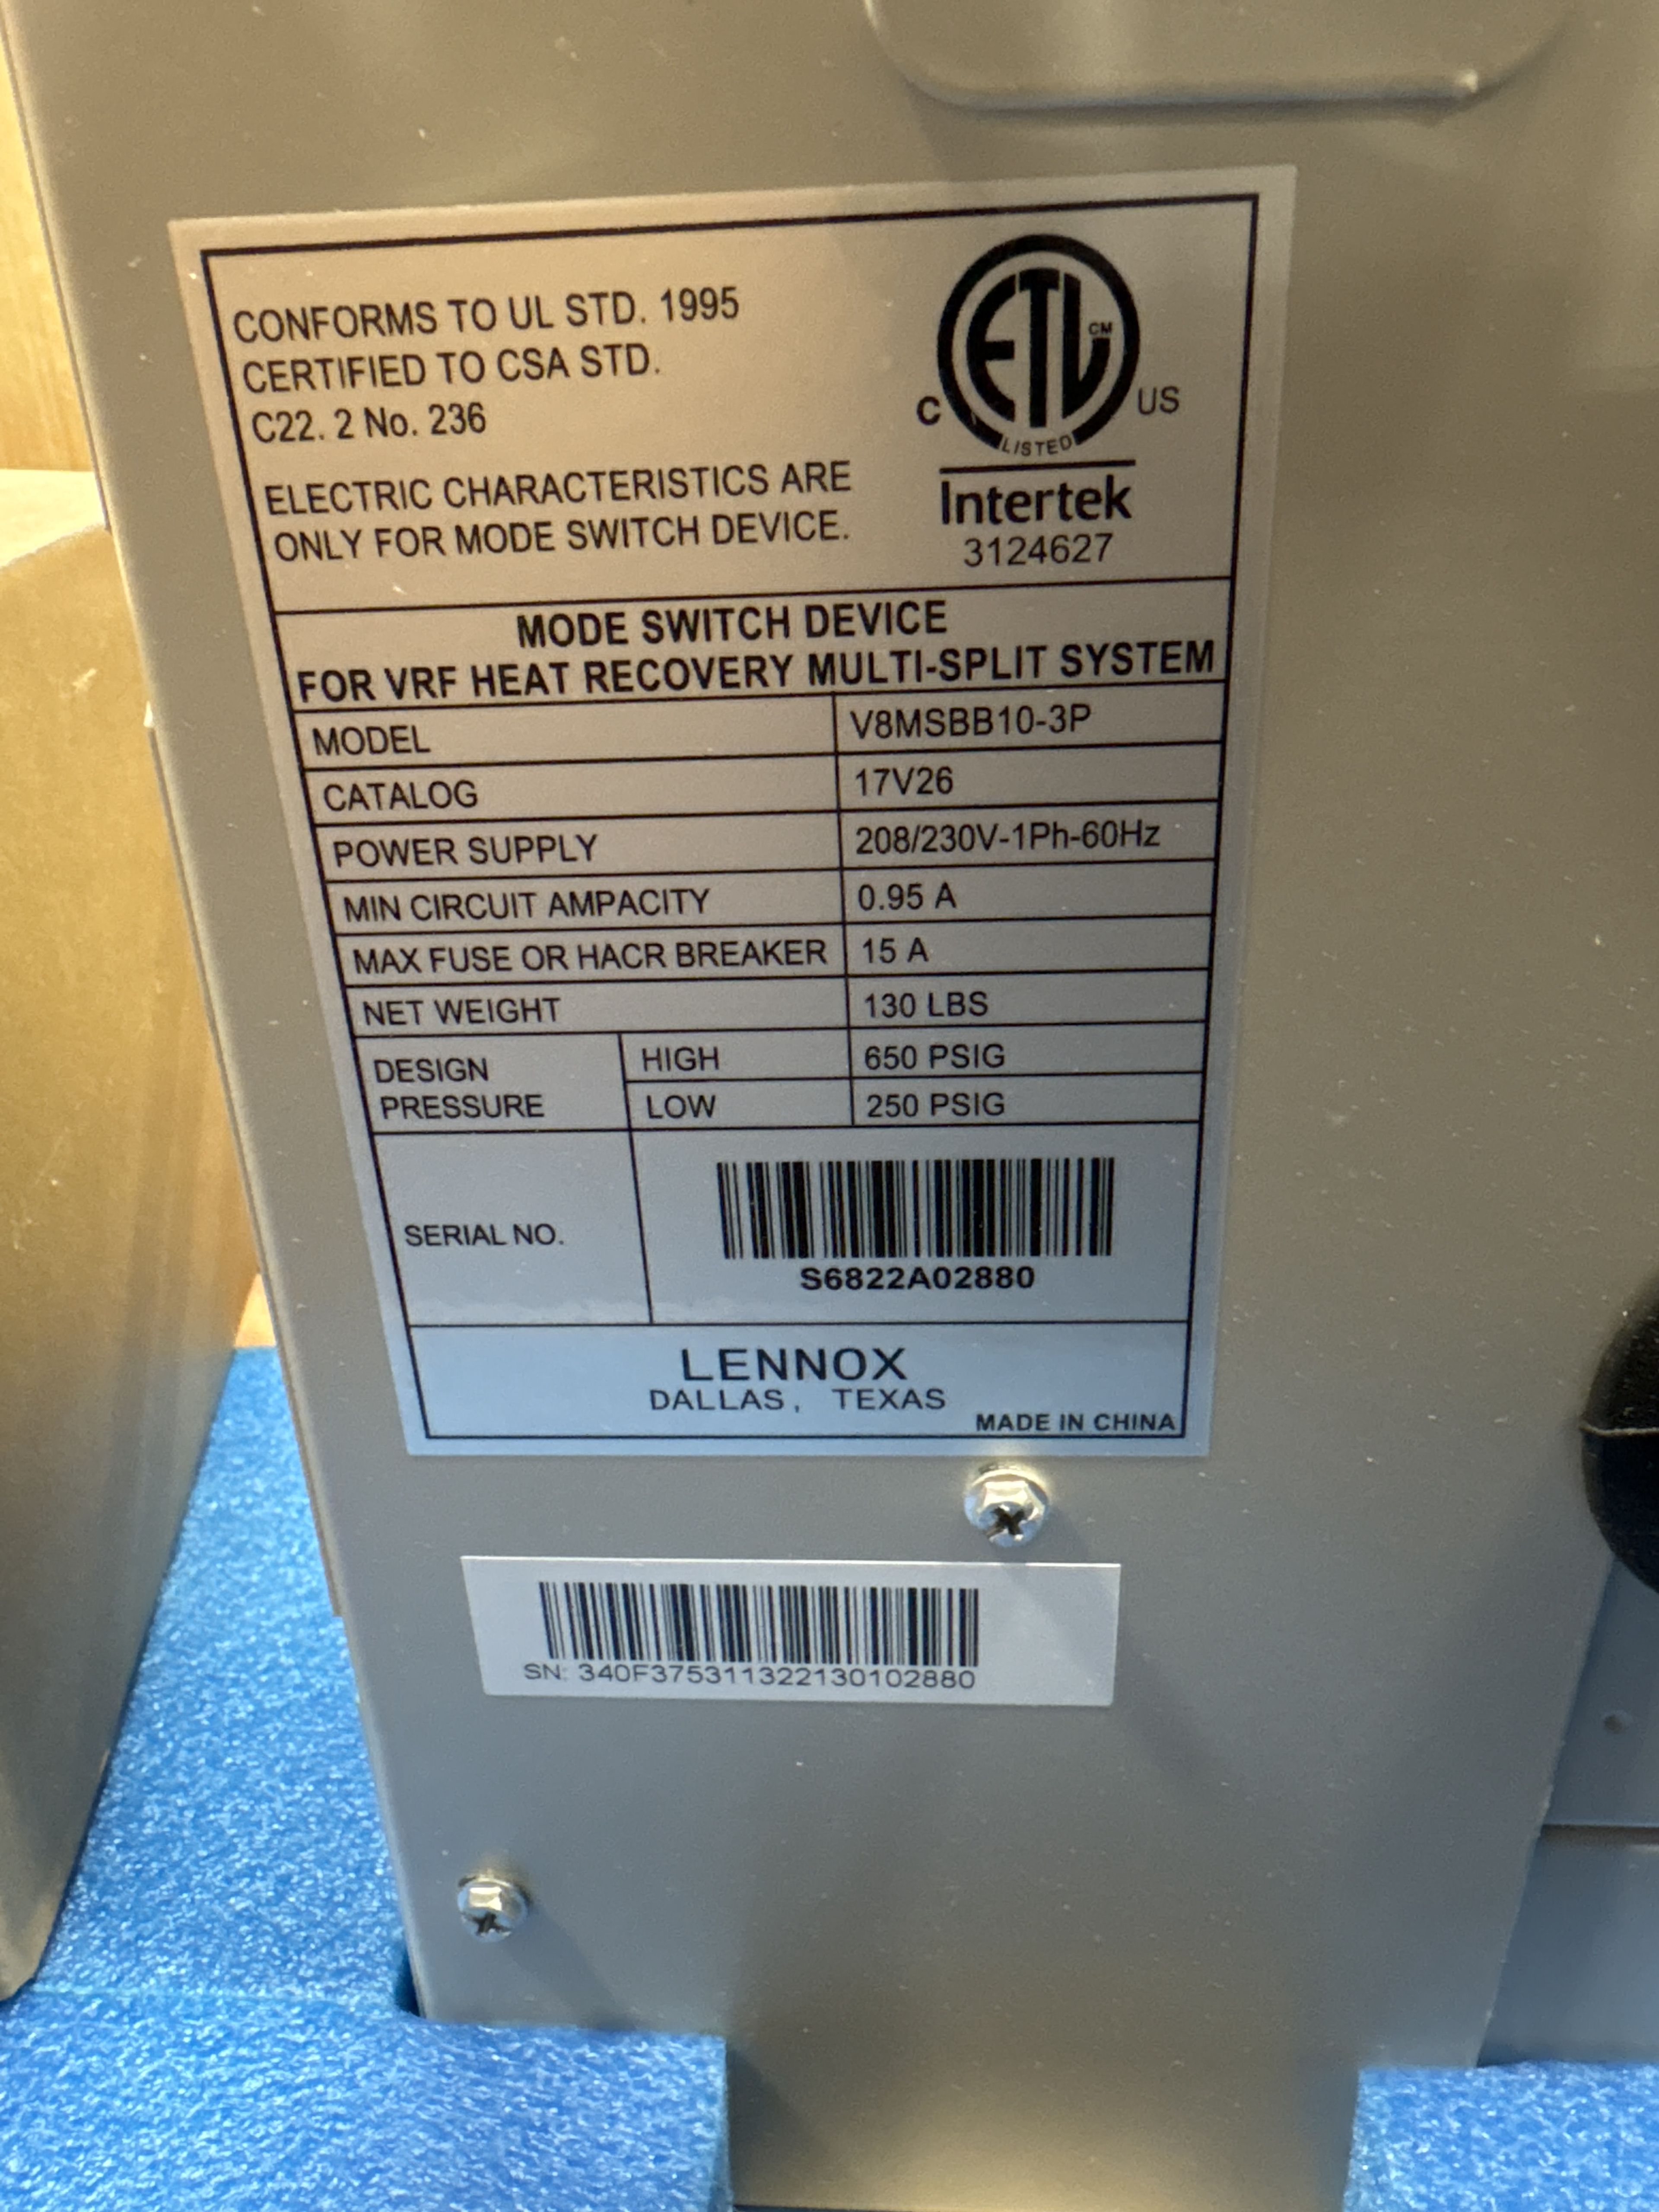 CONFORMS TO UL STD. 1995
CERTIFIED TO CSA STD.
C22. 2 No. 236
ELECTRIC CHARACTERISTICS ARE
ONLY FOR MODE SWITCH DEVICE.
ETL CM
C US
LISTED
Intertek
3124627
MODE SWITCH DEVICE
FOR VRF HEAT RECOVERY MULTI-SPLIT SYSTEM
MODEL V8MSBB10-3P
CATALOG 17V26
POWER SUPPLY 208/230V-1Ph-60Hz
MIN CIRCUIT AMPACITY 0.95 A
MAX FUSE OR HACR BREAKER 15 A
NET WEIGHT 130 LBS
DESIGN PRESSURE HIGH 650 PSIG
LOW 250 PSIG
SERIAL NO.
S6822A02880
LENNOX
DALLAS, TEXAS
MADE IN CHINA
SN: 340F375311322130102880